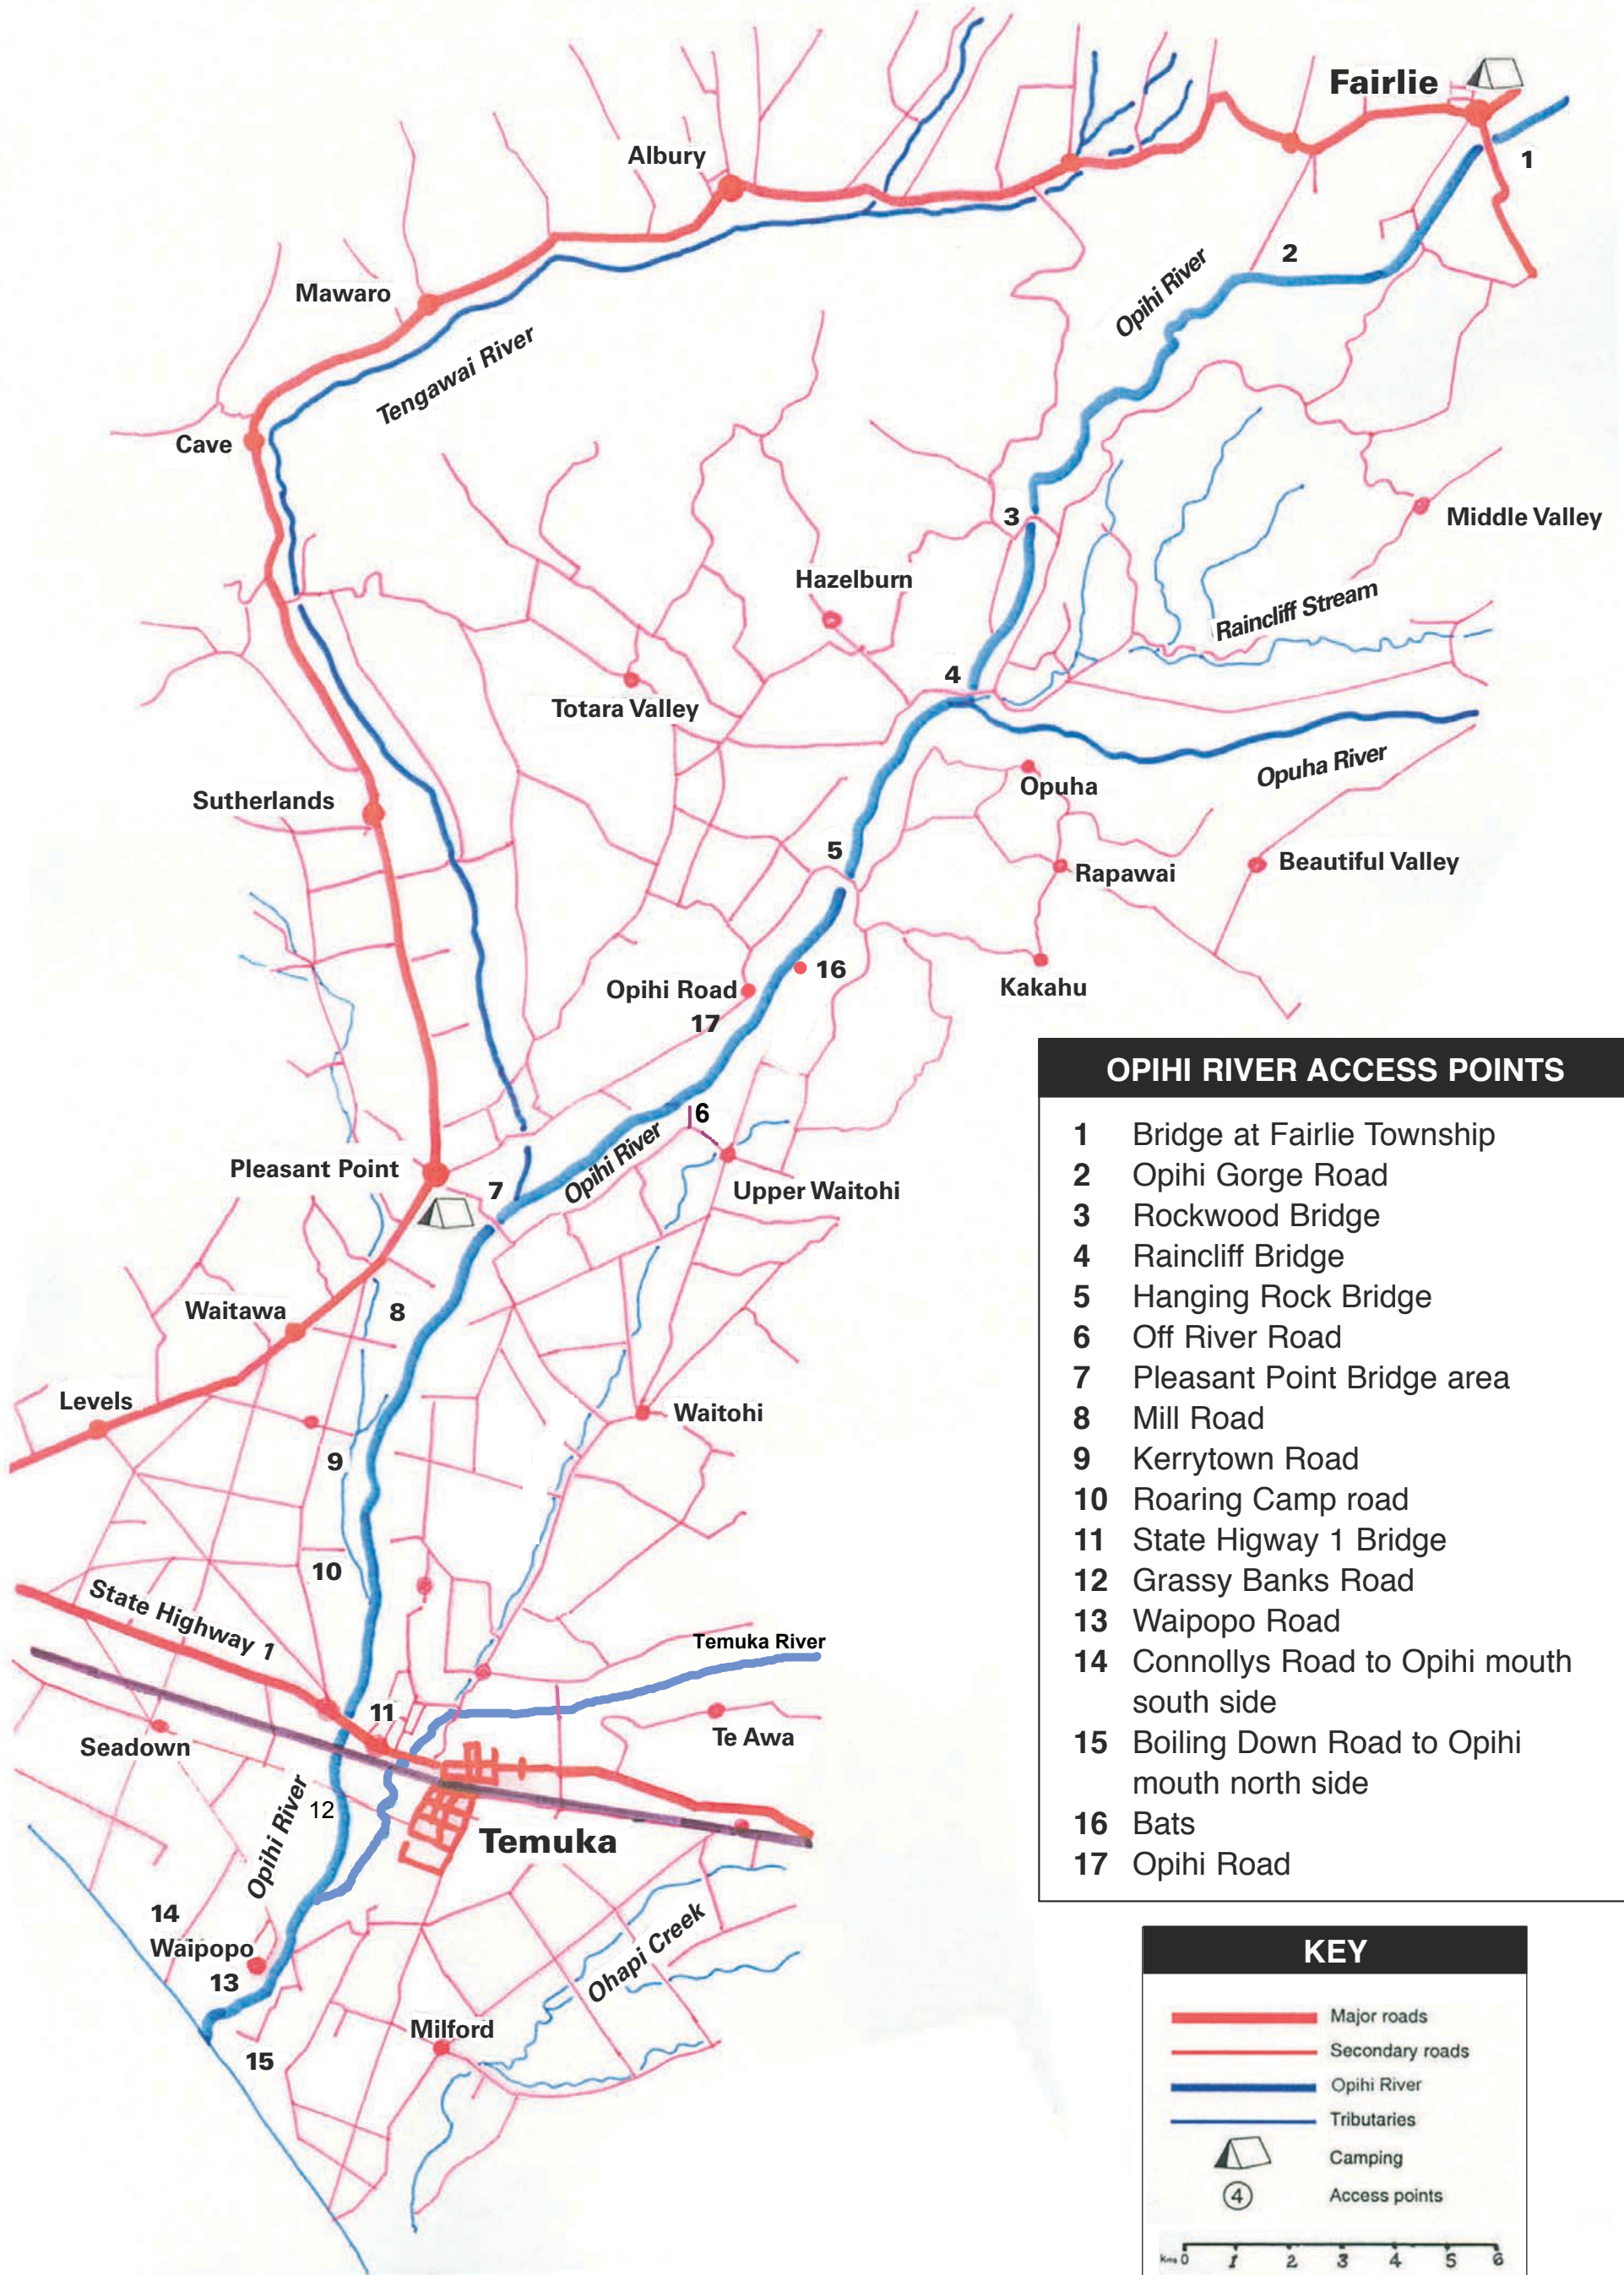 Fairlie
1
Albury
2
Opihi River
Mawaro
Tengawai River
Cave
3
Middle Valley
Hazelburn
Raincliff Stream
4
Totara Valley
Opuha River
Opuha
Sutherlands
5
Beautiful Valley
Rapawai
16
Opihi Road
Kakahu
17
6
Opihi River
Pleasant Point
7
Upper Waitohi
8
Waitawa
Levels
Waitohi
9
10
State Highway 1
Temuka River
11
Te Awa
Seadown
Opihi River
12
Temuka
14
Waipopo
13
Ohapi Creek
Milford
15
OPIHI RIVER ACCESS POINTS
1 Bridge at Fairlie Township
2 Opihi Gorge Road
3 Rockwood Bridge
4 Raincliff Bridge
5 Hanging Rock Bridge
6 Off River Road
7 Pleasant Point Bridge area
8 Mill Road
9 Kerrytown Road
10 Roaring Camp road
11 State Higway 1 Bridge
12 Grassy Banks Road
13 Waipopo Road
14 Connollys Road to Opihi mouth
south side
15 Boiling Down Road to Opihi
mouth north side
16 Bats
17 Opihi Road
KEY
Major roads
Secondary roads
Opihi River
Tributaries
Camping
4 Access points
kms 0 1 2 3 4 5 6